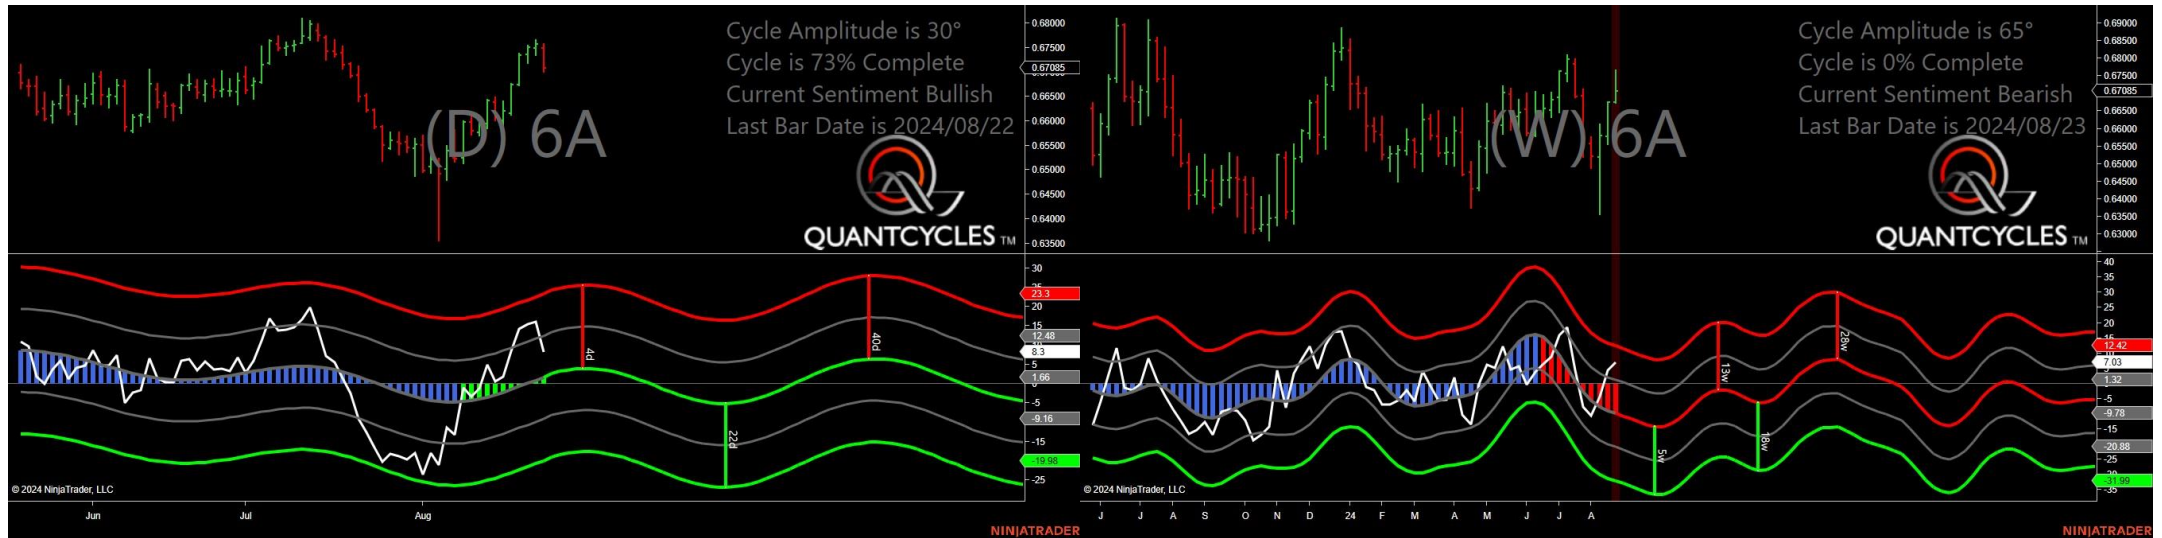 Cycle Amplitude is 30°
Cycle is 73% Complete
Current Sentiment Bullish
Last Bar Date is 2024/08/22
(D) 6A
QUANTCYCLES TM
0.68000
0.67500
0.67085
0.66500
0.66000
0.65500
0.65000
0.64500
0.64000
0.63500
30
23.3
20
15
12.48
8.3
5
1.66
-5
-9.16
-15
-19.98
-25
4d
22d
40d
© 2024 NinjaTrader, LLC
Jun
Jul
Aug
NINJATRADER
Cycle Amplitude is 65°
Cycle is 0% Complete
Current Sentiment Bearish
Last Bar Date is 2024/08/23
(W) 6A
QUANTCYCLES TM
0.69000
0.68500
0.68000
0.67500
0.67085
0.66500
0.66000
0.65500
0.65000
0.64500
0.64000
0.63500
0.63000
40
35
30
25
20
15
12.42
7.03
1.32
-5
-9.78
-15
-20.88
-25
-31.99
-35
5w
13w
18w
28w
© 2024 NinjaTrader, LLC
J J A S O N D 24 F M A M J J A
NINJATRADER